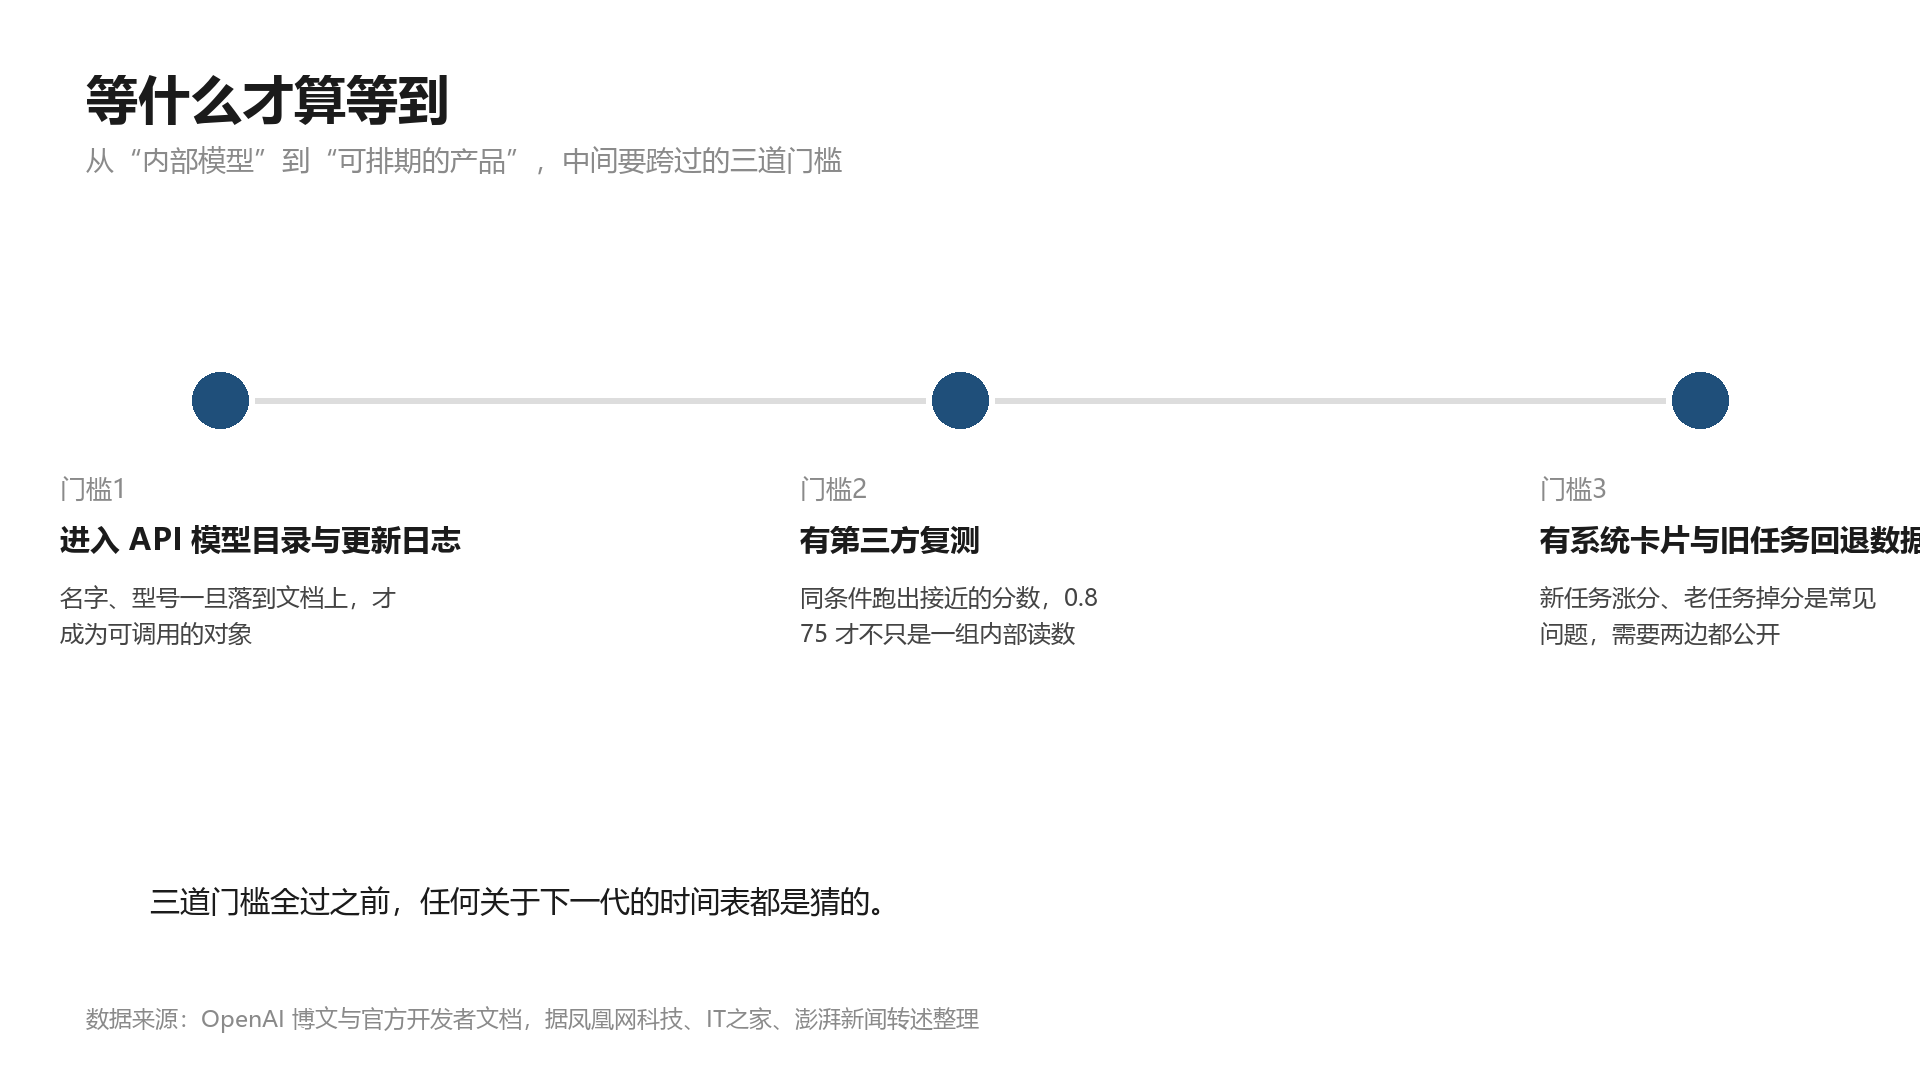 等什么才算等到
从“内部模型”到“可排期的产品”，中间要跨过的三道门槛
门槛1
进入 API 模型目录与更新日志
名字、型号一旦落到文档上，才
成为可调用的对象
门槛2
有第三方复测
同条件跑出接近的分数，0.8
75 才不只是一组内部读数
门槛3
有系统卡片与旧任务回退数据
新任务涨分、老任务掉分是常见
问题，需要两边都公开
三道门槛全过之前，任何关于下一代的时间表都是猜的。
数据来源：OpenAI 博文与官方开发者文档，据凤凰网科技、IT之家、澎湃新闻转述整理